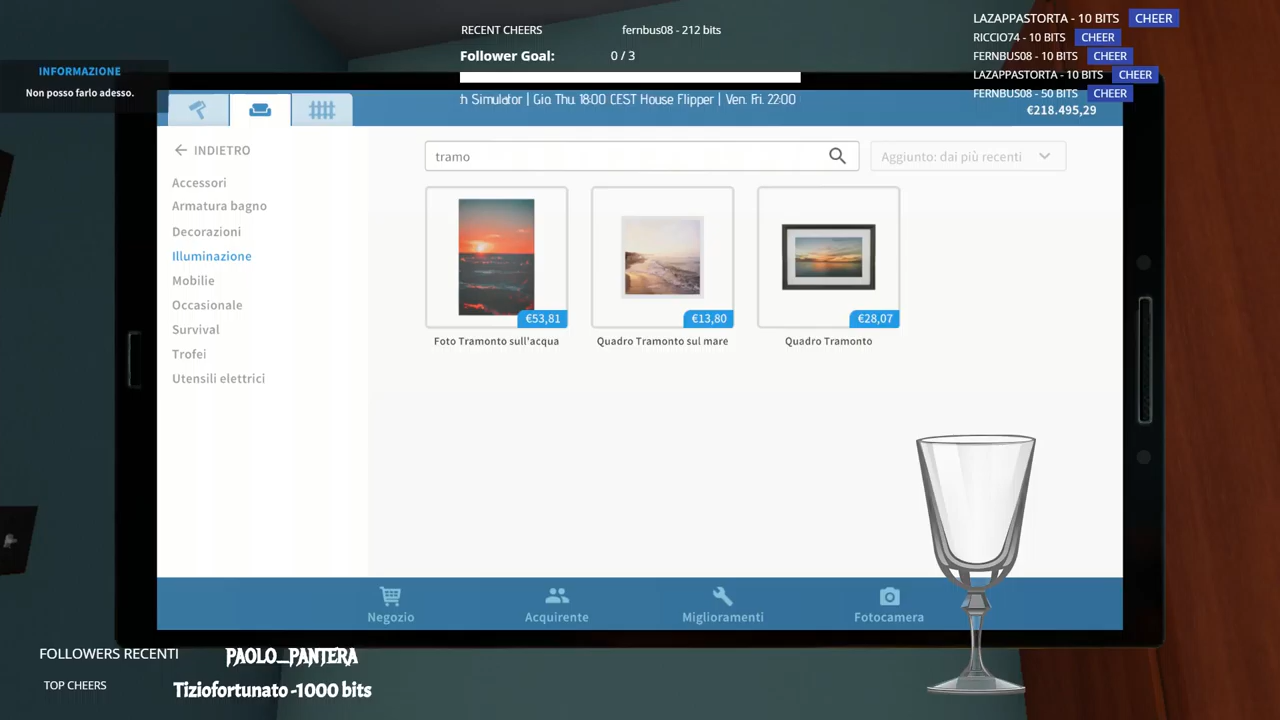 RECENT CHEERS
fernbus08 - 212 bits
Follower Goal:
0 / 3
h Simulator | Gio. Thu. 18:00 CEST House Flipper | Ven. Fri. 22:00
LAZAPPASTORTA - 10 BITS CHEER
RICCIO74 - 10 BITS CHEER
FERNBUS08 - 10 BITS CHEER
LAZAPPASTORTA - 10 BITS CHEER
FERNBUS08 - 50 BITS CHEER
€218.495,29
INFORMAZIONE
Non posso farlo adesso.
INDIETRO
Accessori
Armatura bagno
Decorazioni
Illuminazione
Mobilie
Occasionale
Survival
Trofei
Utensili elettrici
tramo
Aggiunto: dai più recenti
€53,81
Foto Tramonto sull'acqua
€13,80
Quadro Tramonto sul mare
€28,07
Quadro Tramonto
Negozio
Acquirente
Miglioramenti
Fotocamera
FOLLOWERS RECENTI
PAOLO_PANTERA
TOP CHEERS
Tiziofortunato -1000 bits